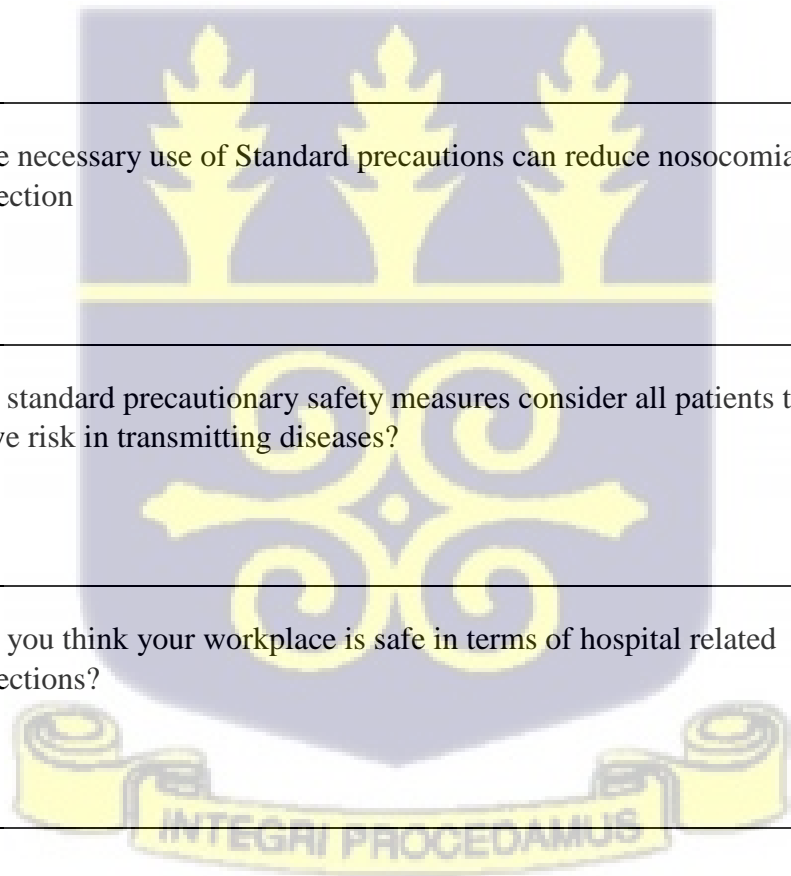 e necessary use of Standard precautions can reduce nosocomia
ection
standard precautionary safety measures consider all patients t
ve risk in transmitting diseases?
you think your workplace is safe in terms of hospital related
ections?
INTEGRI PROCEDAMUS